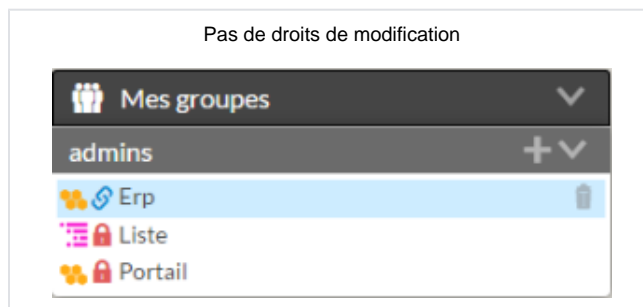 Pas de droits de modification
Mes groupes
admins
Erp
Liste
Portail